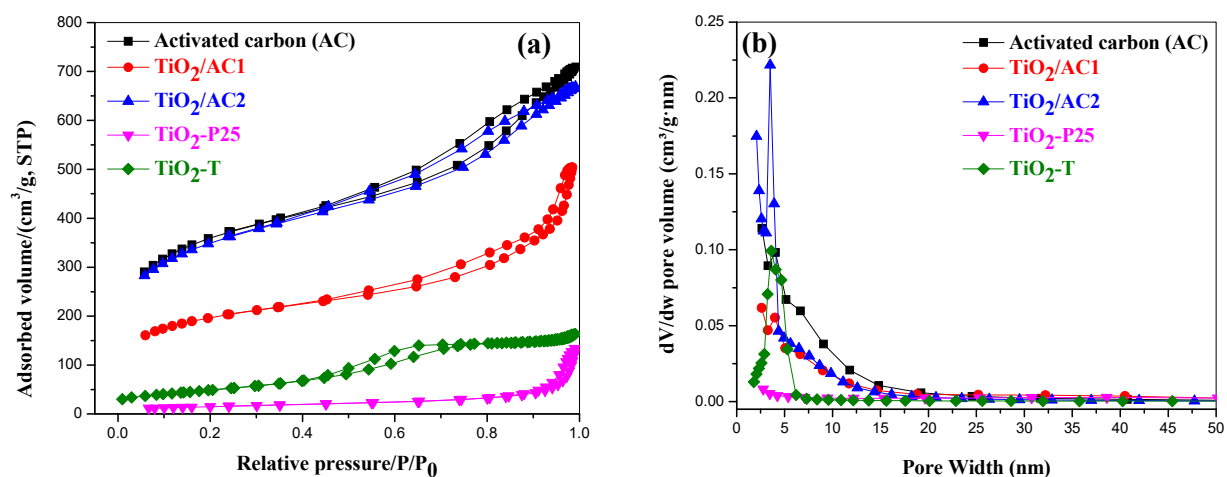 (a)
Activated carbon (AC)
TiO2/AC1
TiO2/AC2
TiO2-P25
TiO2-T
800
700
600
500
400
300
200
100
0
Adsorbed volume/(cm3/g, STP)
0.0 0.2 0.4 0.6 0.8 1.0
Relative pressure/P/P0
(b)
Activated carbon (AC)
TiO2/AC1
TiO2/AC2
TiO2-P25
TiO2-T
0.25
0.20
0.15
0.10
0.05
0.00
dV/dw pore volume (cm3/g·nm)
0 5 10 15 20 25 30 35 40 45 50
Pore Width (nm)